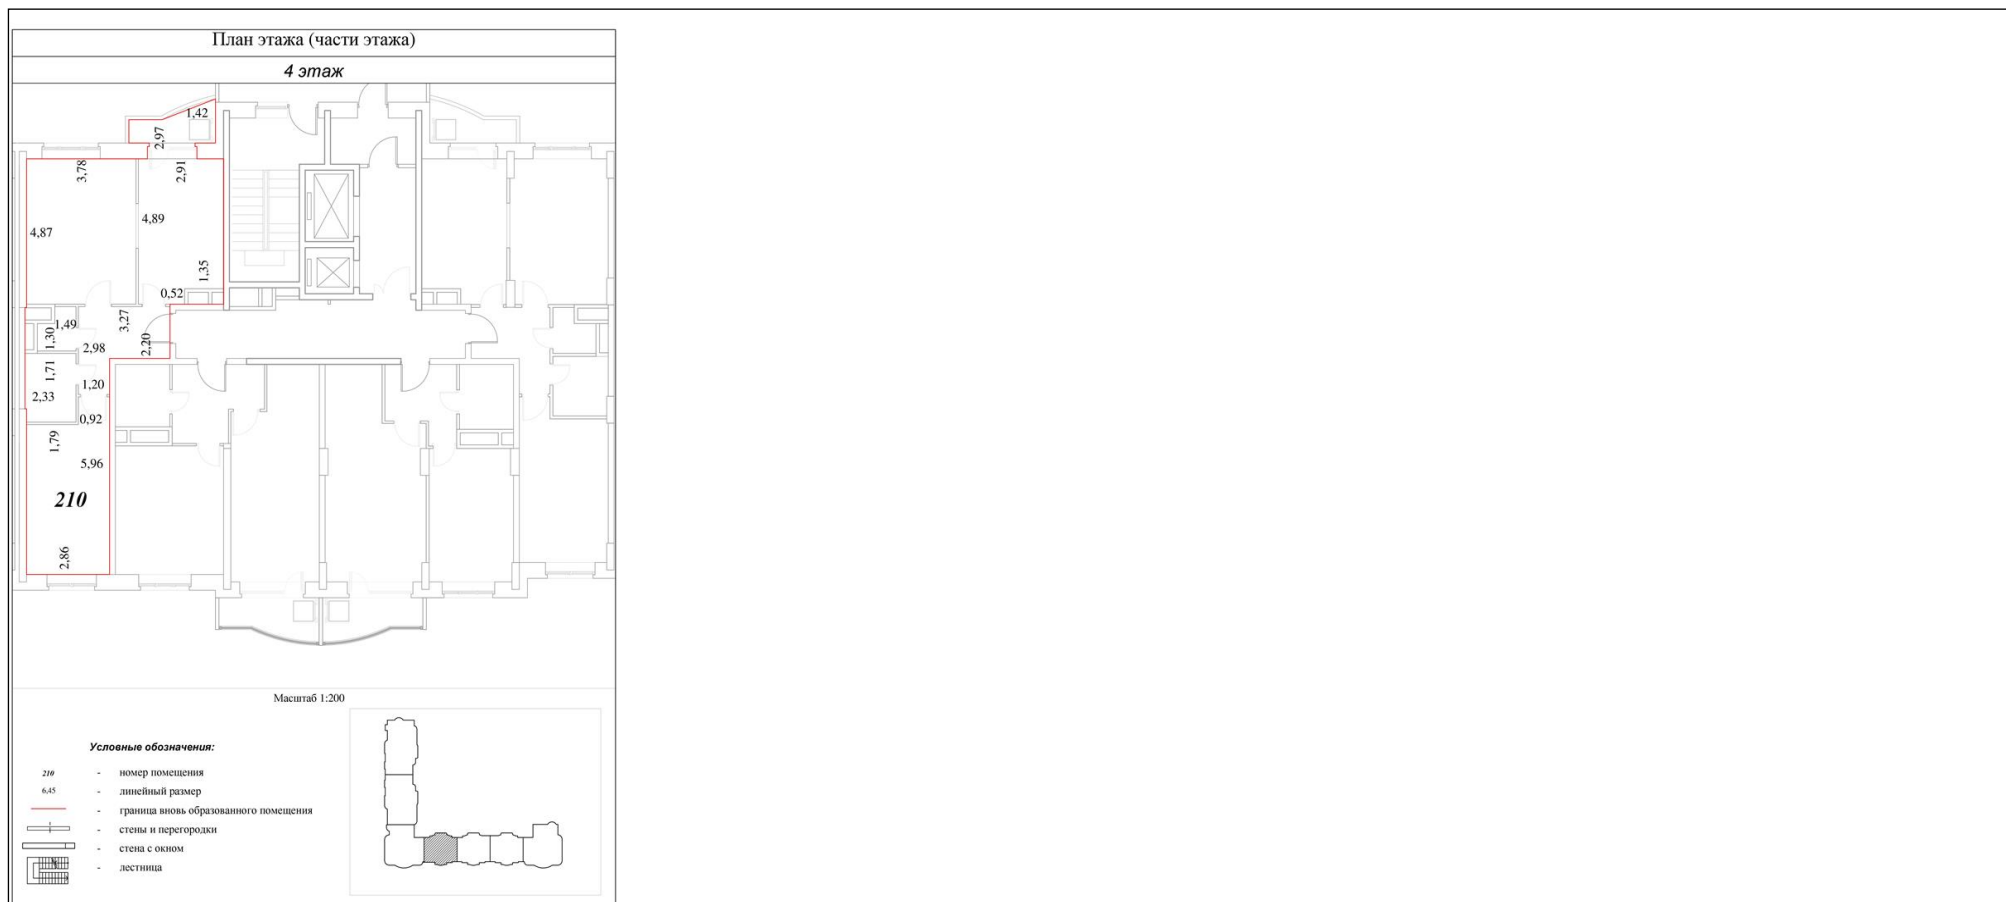 План этажа (части этажа)
4 этаж
1,42
2,97
3,78
2,91
4,89
4,87
1,35
0,52
1,49
3,27
1,30
2,98
2,20
1,71
1,20
2,33
0,92
1,79
5,96
210
2,86
Масштаб 1:200
Условные обозначения:
210 - номер помещения
6,45 - линейный размер
- граница вновь образованного помещения
- стены и перегородки
- стена с окном
- лестница